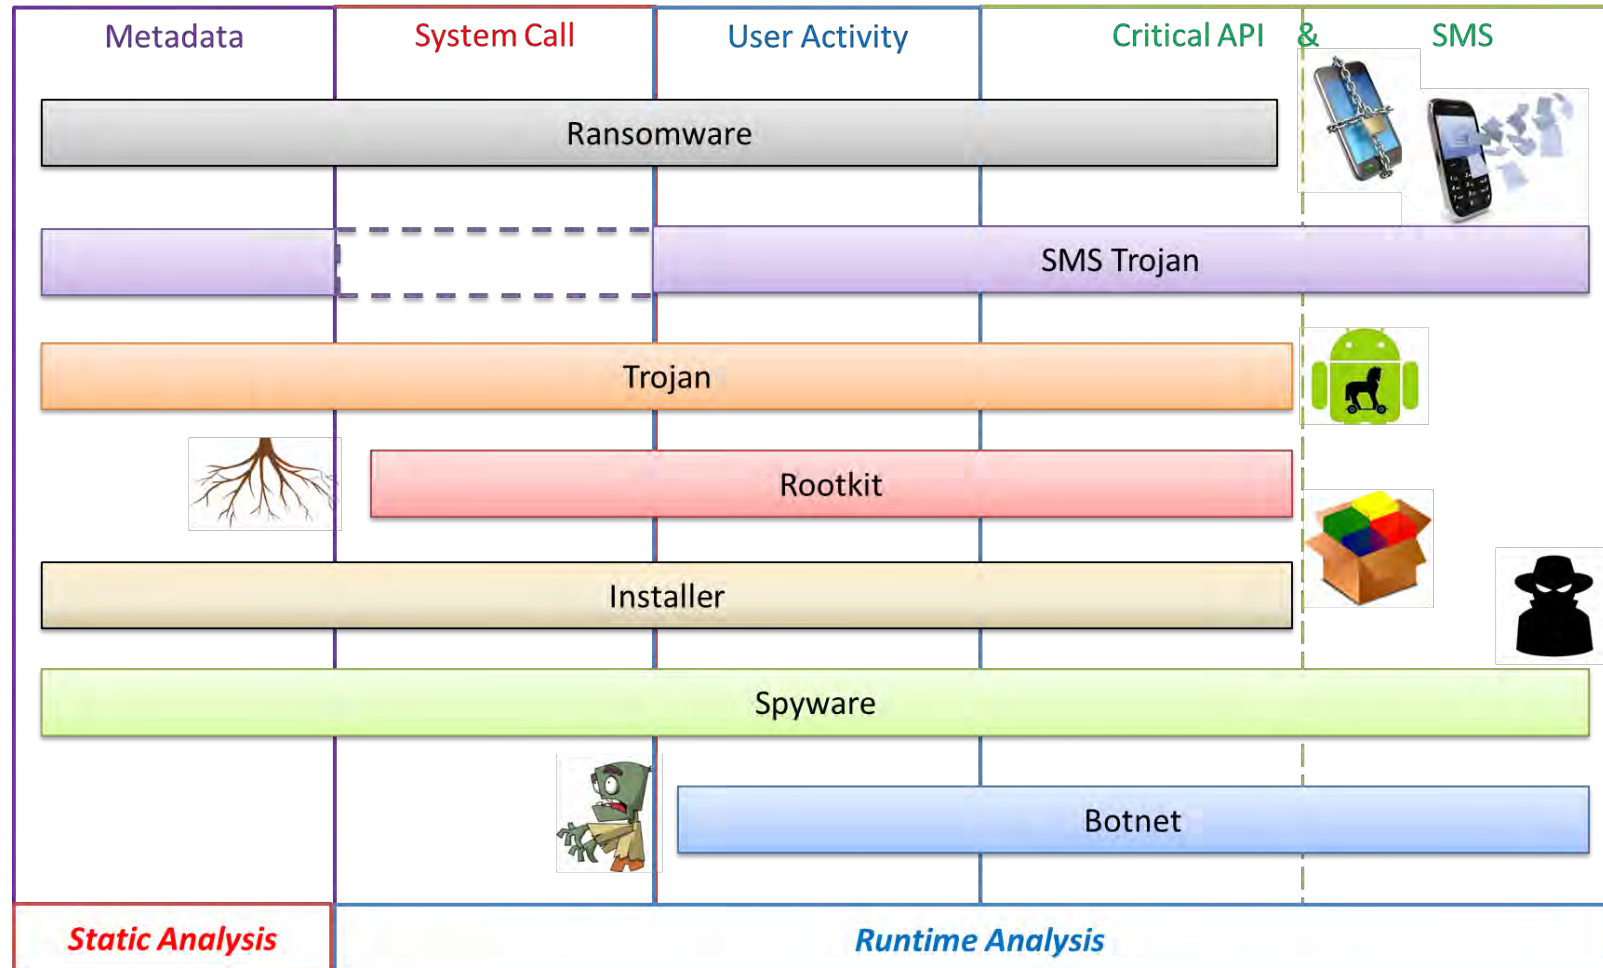 Metadata System Call User Activity Critical API & SMS
Ransomware
SMS Trojan
Trojan
Rootkit
Installer
Spyware
Botnet
Static Analysis Runtime Analysis